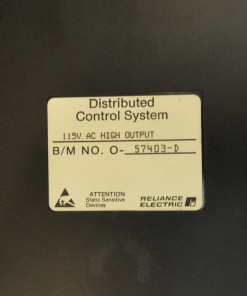 Distributed
Control System
115V. AC HIGH OUTPUT
B/M NO. O- 57403-D
ATTENTION
Static Sensitive
Devices
RELIANCE
ELECTRIC